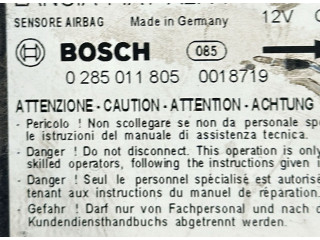 SENSORE AIRBAG Made in Germany 12V
BOSCH 085
0 285 011 805 0018719
ATTENZIONE - CAUTION - ATTENTION - ACHTUNG
- Pericolo ! Non scollegare se non da personale
le istruzioni del manuale di assistenza tecnica.
- Danger ! Do not disconnect. This operation is only
skilled operators, following the instructions given
- Danger ! Seul le personnel spécialisé est autorisé
tenant aux instructions du manuel de réparation.
Gefahr ! Darf nur von Fachpersonal und nach
Kundendiensthandbuchs abgetrennt werden.